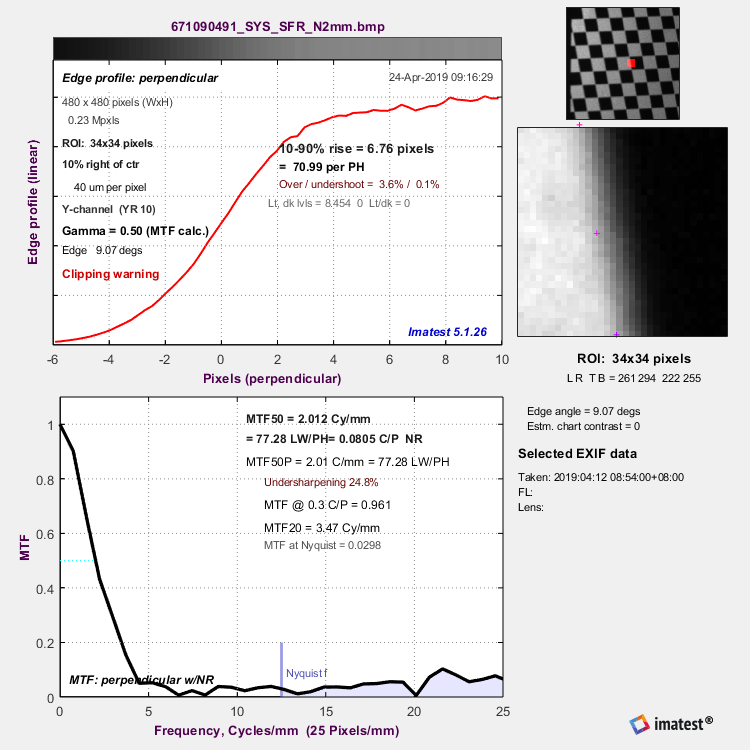 671090491_SYS_SFR_N2mm.bmp
Edge profile: perpendicular
24-Apr-2019 09:16:29
480 x 480 pixels (WxH)
0.23 Mpxls
ROI: 34x34 pixels
10% right of ctr
40 um per pixel
Y-channel (YR 10)
Gamma = 0.50 (MTF calc.)
Edge 9.07 degs
Clipping warning
10-90% rise = 6.76 pixels
= 70.99 per PH
Over / undershoot = 3.6% / 0.1%
Lt, dk lvls = 8.454 0 Lt/dk = 0
Imatest 5.1.26
Edge profile (linear)
-6 -4 -2 0 2 4 6 8 10
Pixels (perpendicular)
ROI: 34x34 pixels
L R T B = 261 294 222 255
Edge angle = 9.07 degs
Estm. chart contrast = 0
Selected EXIF data
Taken: 2019:04:12 08:54:00+08:00
FL:
Lens:
MTF50 = 2.012 Cy/mm
= 77.28 LW/PH= 0.0805 C/P NR
MTF50P = 2.01 C/mm = 77.28 LW/PH
Undersharpening 24.8%
MTF @ 0.3 C/P = 0.961
MTF20 = 3.47 Cy/mm
MTF at Nyquist = 0.0298
1
0.8
0.6
0.4
0.2
0
MTF
MTF: perpendicular w/NR
Nyquist f
0 5 10 15 20 25
Frequency, Cycles/mm (25 Pixels/mm)
imatest®